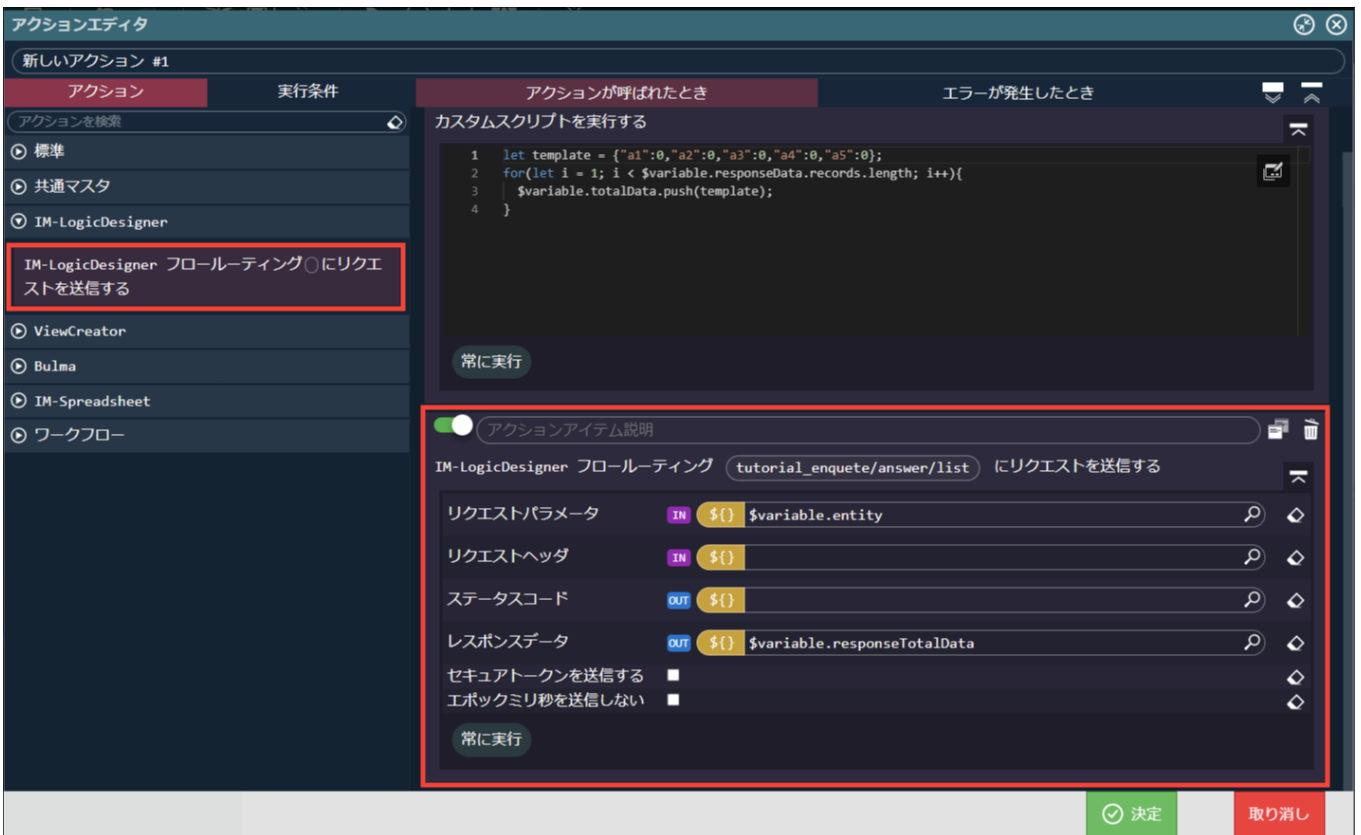 アクションエディタ
新しいアクション #1
アクション
実行条件
アクションが呼ばれたとき
エラーが発生したとき
アクションを検索
標準
共通マスタ
IM-LogicDesigner
IM-LogicDesigner フロールーティング○にリクエ
ストを送信する
ViewCreator
Bulma
IM-Spreadsheet
ワークフロー
カスタムスクリプトを実行する
1 let template = {"a1":0,"a2":0,"a3":0,"a4":0,"a5":0};
2 for(let i = 1; i < $variable.responseData.records.length; i++){
3 $variable.totalData.push(template);
4 }
常に実行
アクションアイテム説明
IM-LogicDesigner フロールーティング tutorial_enquete/answer/list にリクエストを送信する
リクエストパラメータ IN ${} $variable.entity
リクエストヘッダ IN ${}
ステータスコード OUT ${}
レスポンスデータ OUT ${} $variable.responseTotalData
セキュアトークンを送信する
エポックミリ秒を送信しない
常に実行
決定
取り消し